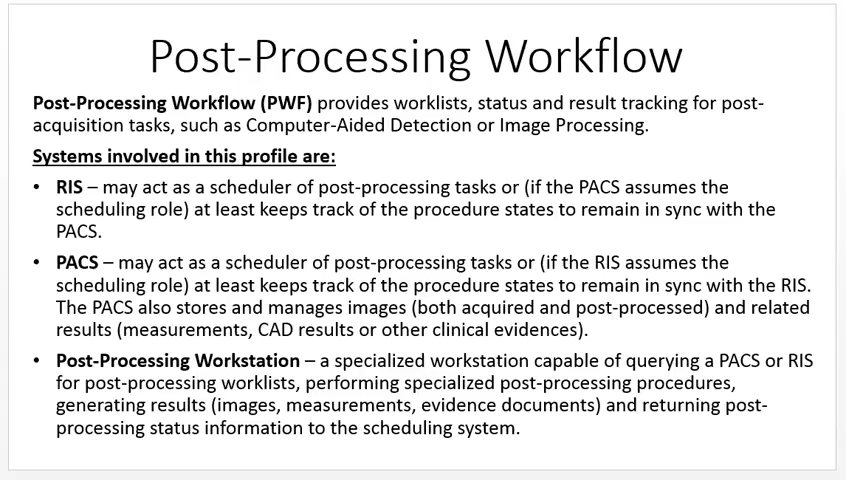 Post-Processing Workflow
Post-Processing Workflow (PWF) provides worklists, status and result tracking for post-
acquisition tasks, such as Computer-Aided Detection or Image Processing.
Systems involved in this profile are:
• RIS – may act as a scheduler of post-processing tasks or (if the PACS assumes the
scheduling role) at least keeps track of the procedure states to remain in sync with the
PACS.
• PACS – may act as a scheduler of post-processing tasks or (if the RIS assumes the
scheduling role) at least keeps track of the procedure states to remain in sync with the RIS.
The PACS also stores and manages images (both acquired and post-processed) and related
results (measurements, CAD results or other clinical evidences).
• Post-Processing Workstation – a specialized workstation capable of querying a PACS or RIS
for post-processing worklists, performing specialized post-processing procedures,
generating results (images, measurements, evidence documents) and returning post-
processing status information to the scheduling system.